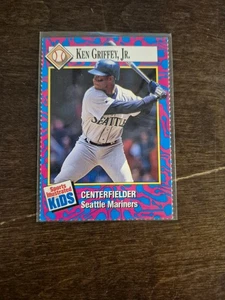 KEN GRIFFEY, JR.
SEATTLE
Sports
Illustrated
KIDS
CENTERFIELDER
Seattle Mariners